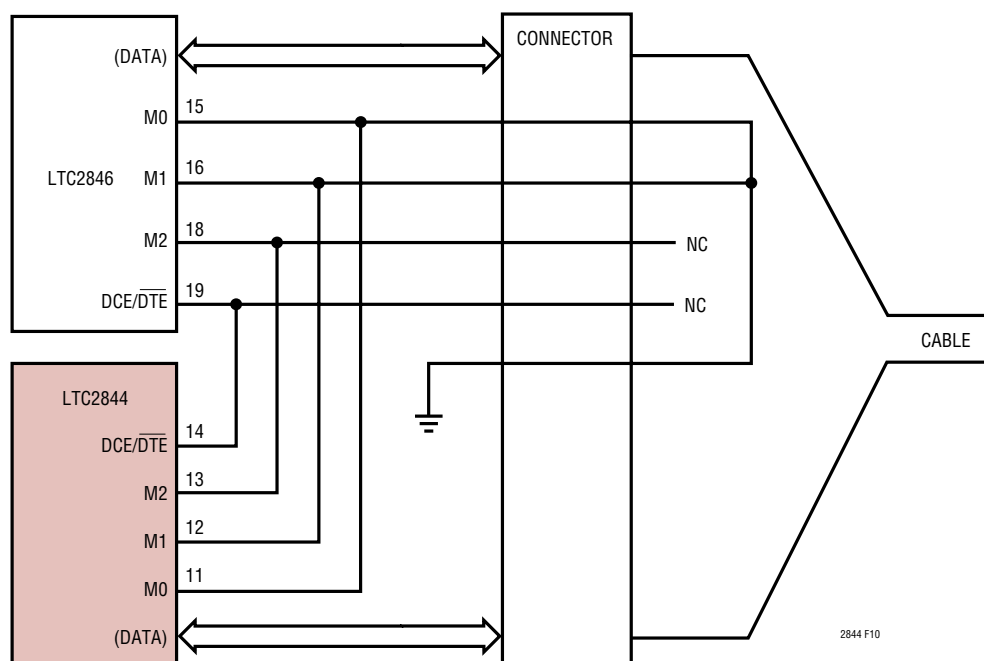 CONNECTOR
(DATA)
15
M0
16
LTC2846
M1
18
M2
NC
19
DCE/DTE
NC
CABLE
LTC2844
14
DCE/DTE
13
M2
12
M1
11
M0
(DATA)
2844 F10